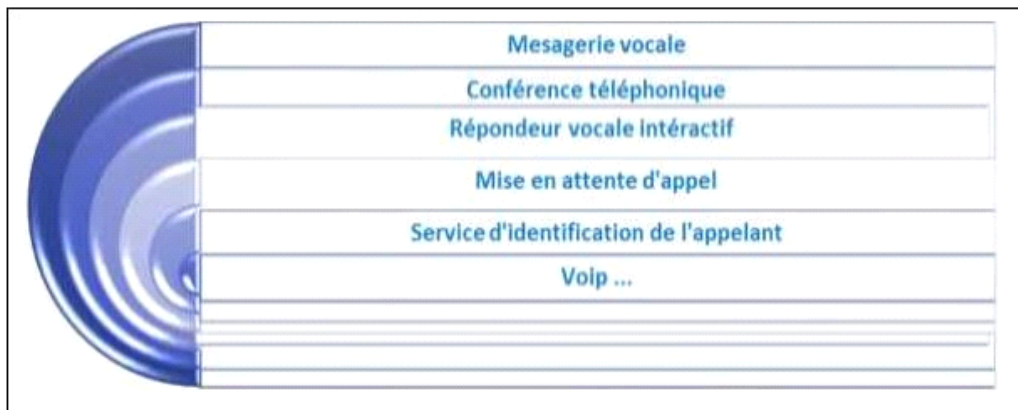 Mesagerie vocale
Conférence téléphonique
Répondeur vocale intéractif
Mise en attente d'appel
Service d'identification de l'appelant
Voip ...